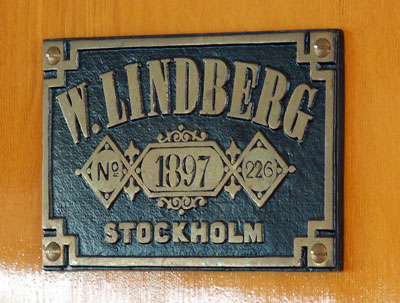 W. LINDBERG
No 1897 226
STOCKHOLM